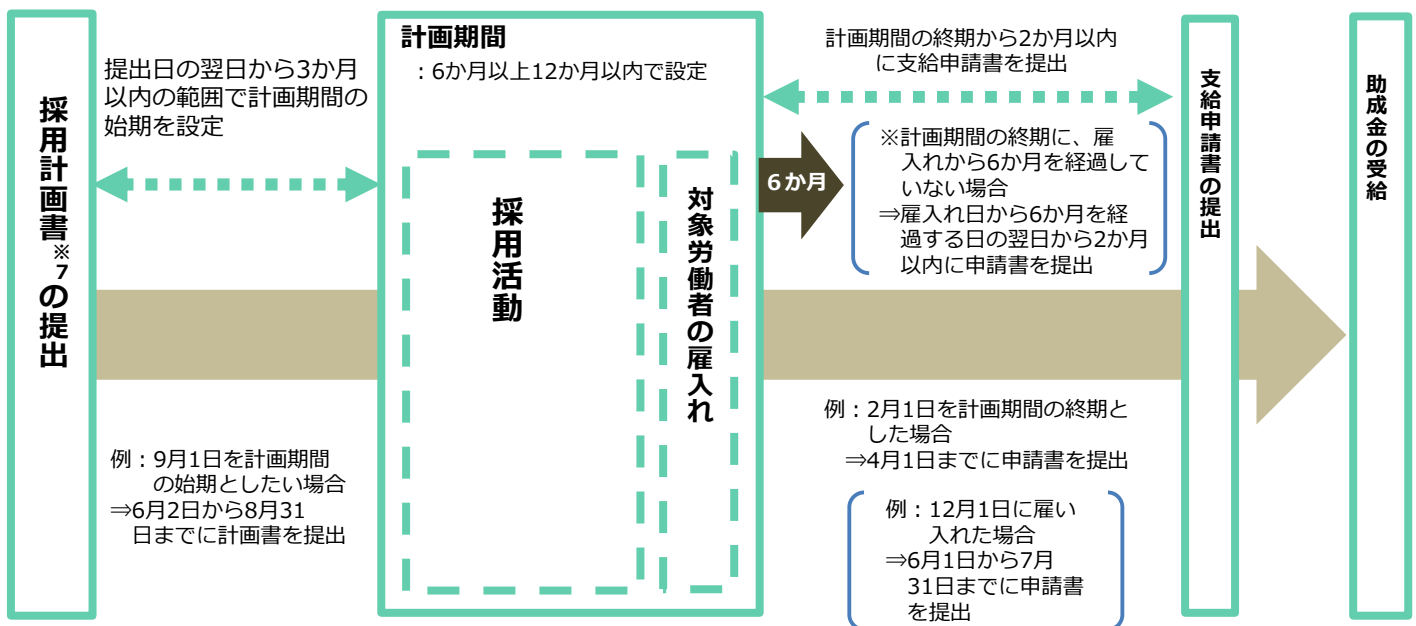 採用計画書※7の提出
提出日の翌日から3か月
以内の範囲で計画期間の
始期を設定
例：9月1日を計画期間
の始期としたい場合
⇒6月2日から8月31
日までに計画書を提出
計画期間
：6か月以上12か月以内で設定
採用活動
対象労働者の雇入れ
計画期間の終期から2か月以内
に支給申請書を提出
6か月
※計画期間の終期に、雇
入れから6か月を経過して
いない場合
⇒雇入れ日から6か月を経
過する日の翌日から2か月
以内に申請書を提出
例：2月1日を計画期間の終期と
した場合
⇒4月1日までに申請書を提出
例：12月1日に雇い
入れた場合
⇒6月1日から7月
31日までに申請書
を提出
支給申請書の提出
助成金の受給